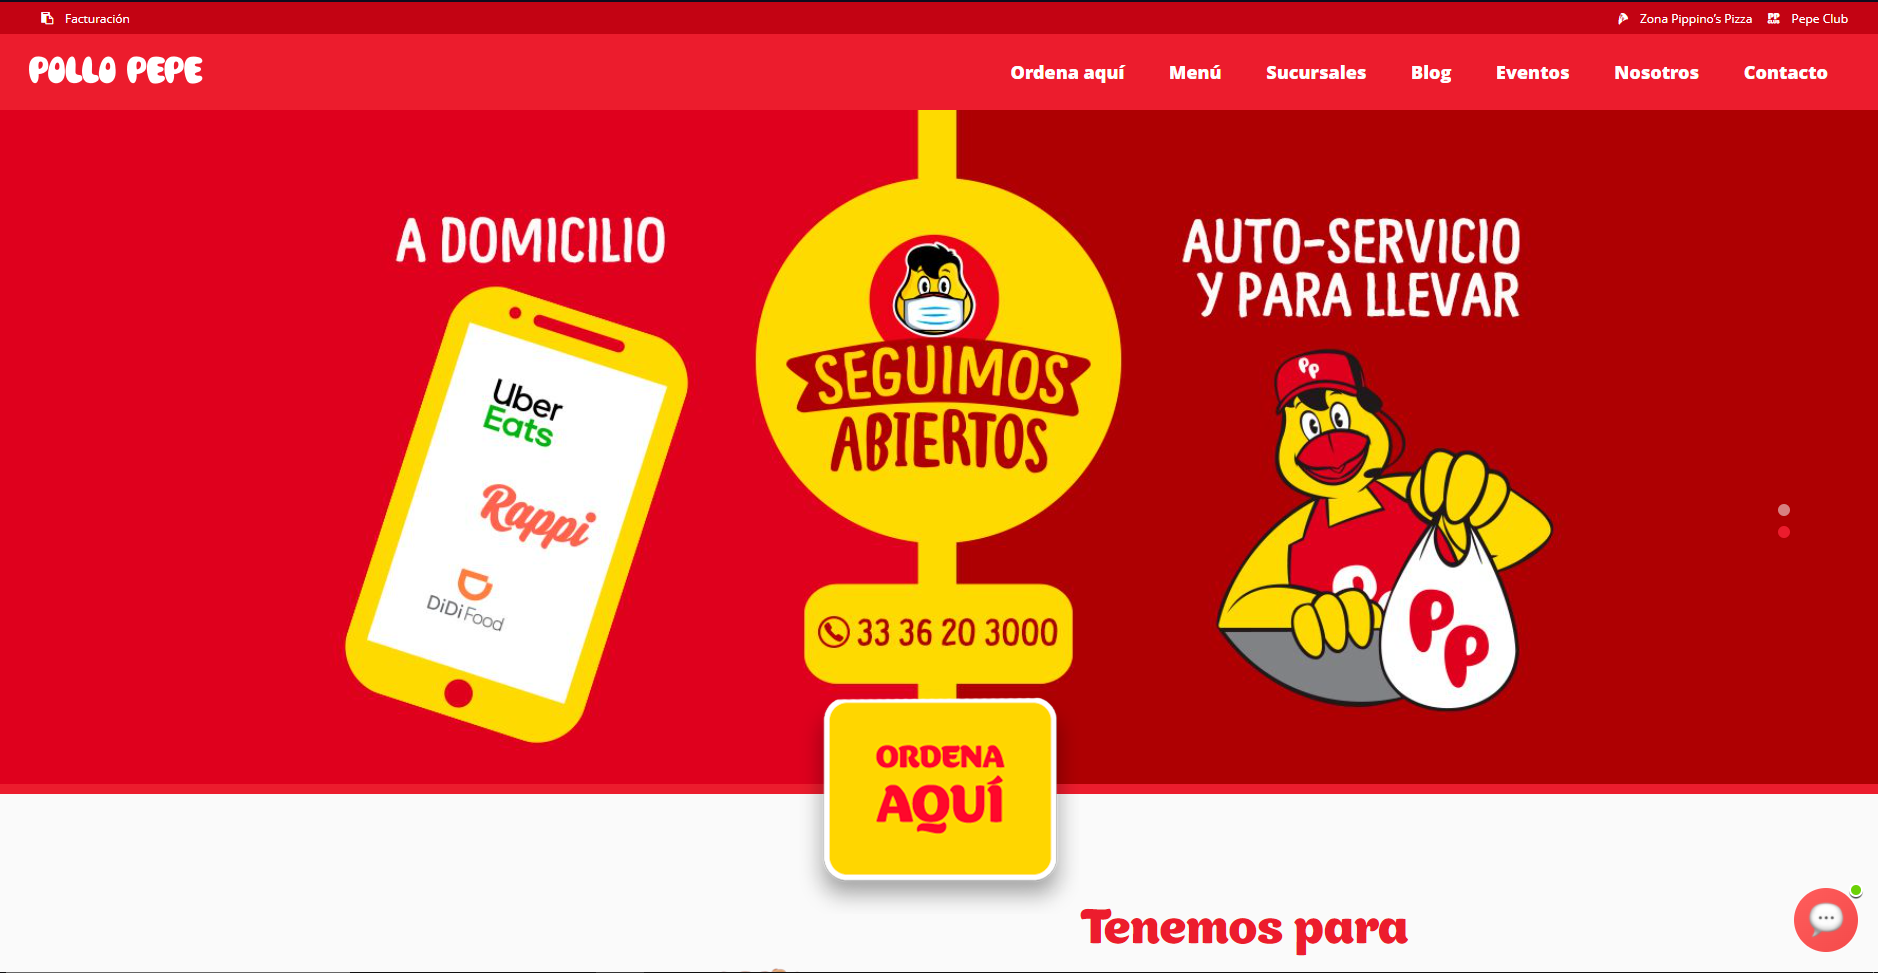 Facturación
Zona Pippino's Pizza
Pepe Club
POLLO PEPE
Ordena aquí
Menú
Sucursales
Blog
Eventos
Nosotros
Contacto
A DOMICILIO
Uber
Eats
Rappi
DiDi Food
SEGUIMOS
ABIERTOS
33 36 20 3000
AUTO-SERVICIO
Y PARA LLEVAR
PP
PP
ORDENA
AQUÍ
Tenemos para